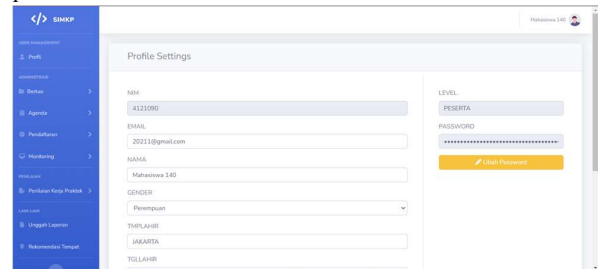 </> SIMKP
Mahasiswa 140
USER MANAGEMENT
Profil
ADMINISTRASI
Berkas
Agenda
Pendaftaran
Monitoring
PENILAIAN
Penilaian Kerja Praktek
LAIN-LAIN
Unggah Laporan
Rekomendasi Tempat
Profile Settings
NIM
4121090
EMAIL
20211@gmail.com
NAMA
Mahasiswa 140
GENDER
Perempuan
TMPLAHIR
JAKARTA
TGLLAHIR
LEVEL
PESERTA
PASSWORD
Ubah Password